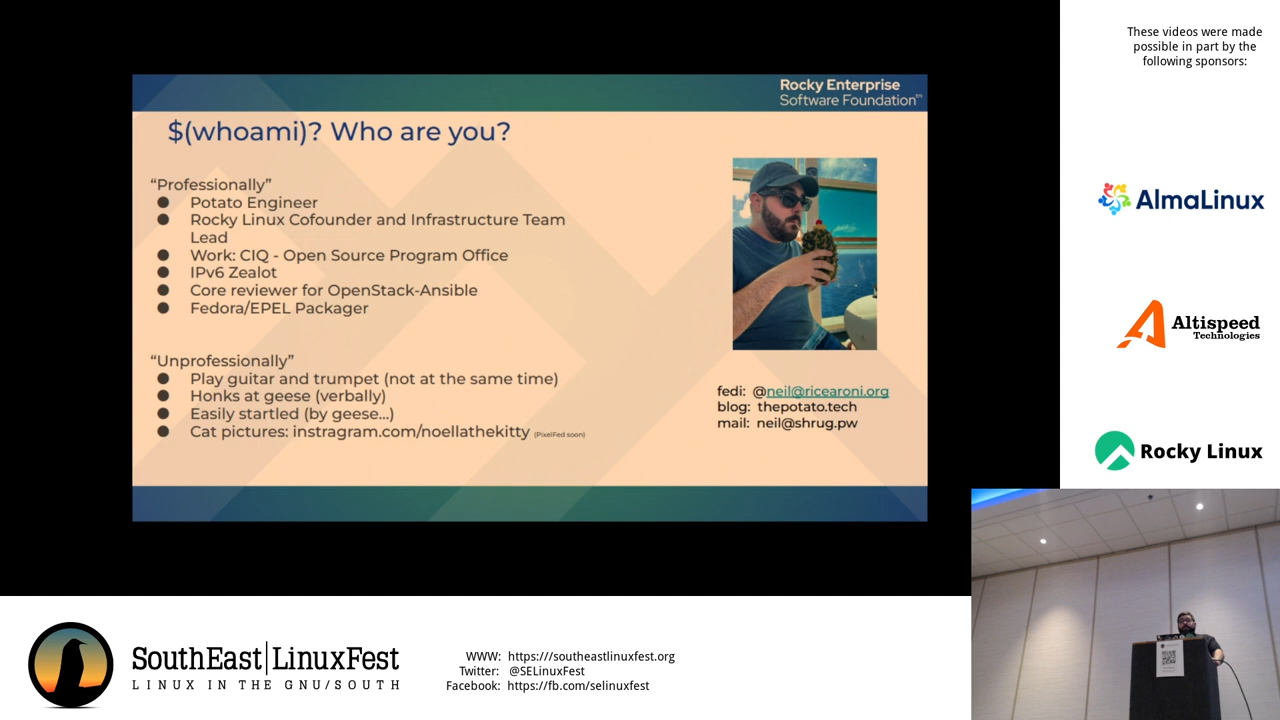 These videos were made
possible in part by the
following sponsors:
Rocky Enterprise
Software Foundation™
$(whoami)? Who are you?
“Professionally”
● Potato Engineer
● Rocky Linux Cofounder and Infrastructure Team
Lead
● Work: CIQ - Open Source Program Office
● IPv6 Zealot
● Core reviewer for OpenStack-Ansible
● Fedora/EPEL Packager
“Unprofessionally”
● Play guitar and trumpet (not at the same time)
● Honks at geese (verbally)
● Easily startled (by geese...)
● Cat pictures: instragram.com/noellathekitty (PixelFed soon)
fedi: @neil@ricearoni.org
blog: thepotato.tech
mail: neil@shrug.pw
AlmaLinux
Altispeed
Technologies
Rocky Linux
SouthEast|LinuxFest
LINUX IN THE GNU/SOUTH
WWW: https:///southeastlinuxfest.org
Twitter: @SELinuxFest
Facebook: https://fb.com/selinuxfest